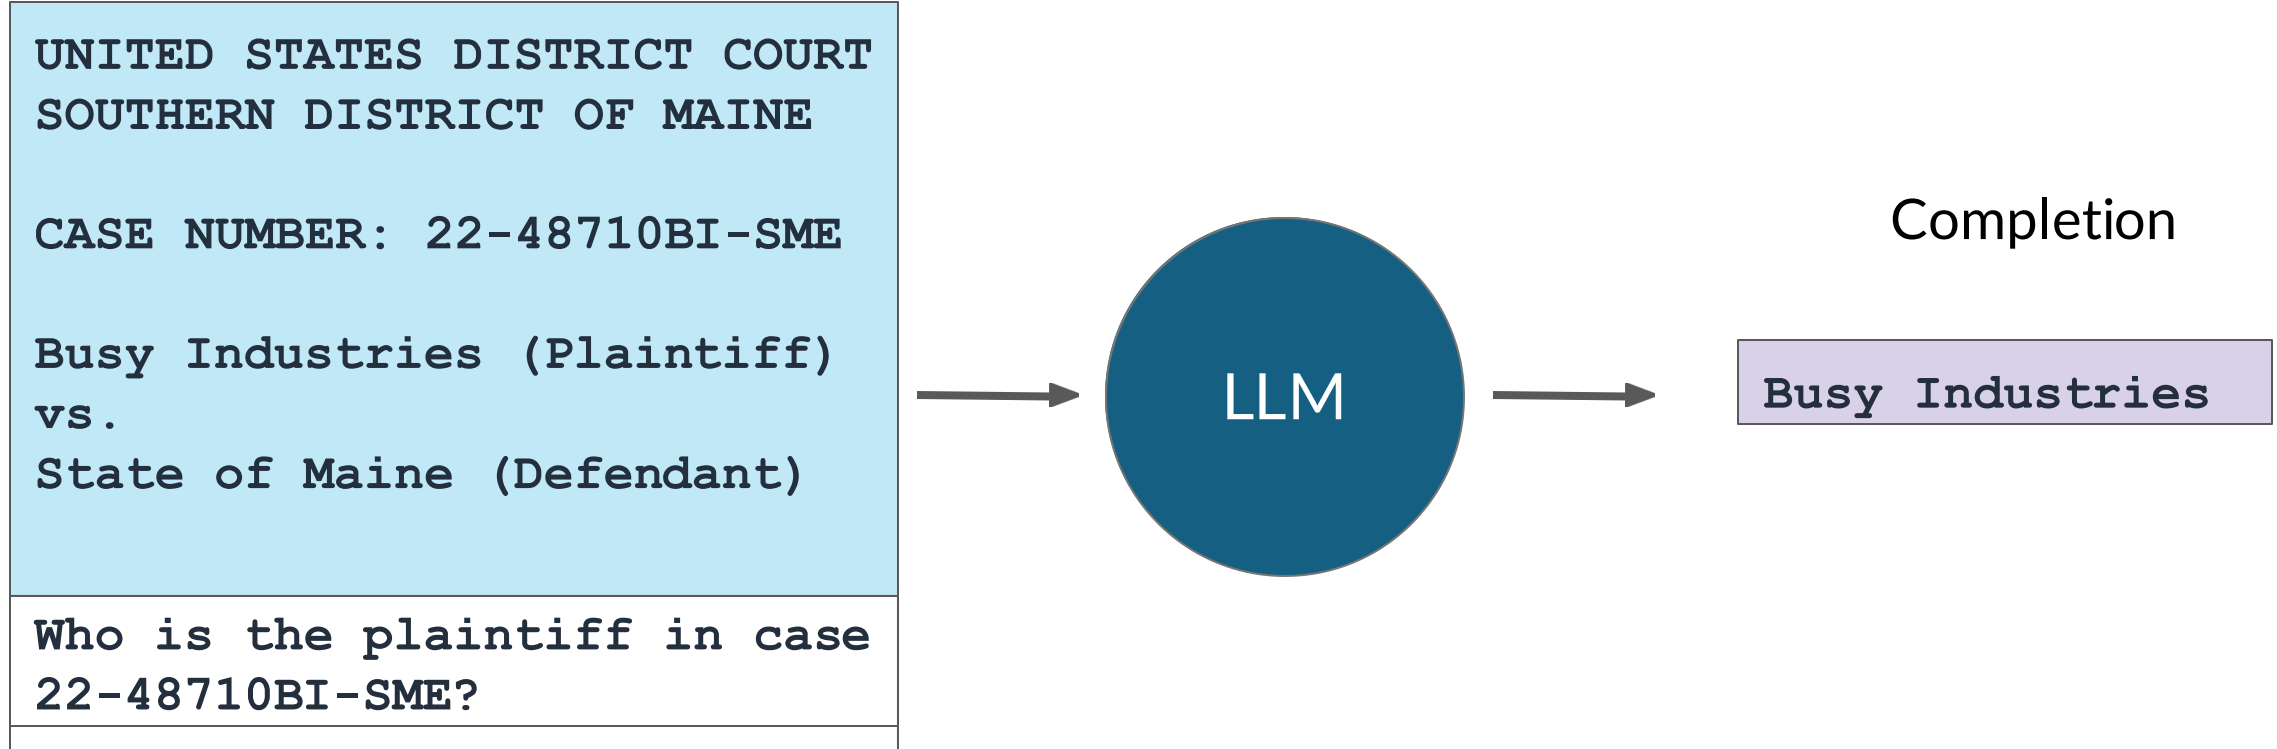 UNITED STATES DISTRICT COURT
SOUTHERN DISTRICT OF MAINE
CASE NUMBER: 22-48710BI-SME
Busy Industries (Plaintiff)
vs.
State of Maine (Defendant)
Who is the plaintiff in case
22-48710BI-SME?
LLM
Completion
Busy Industries